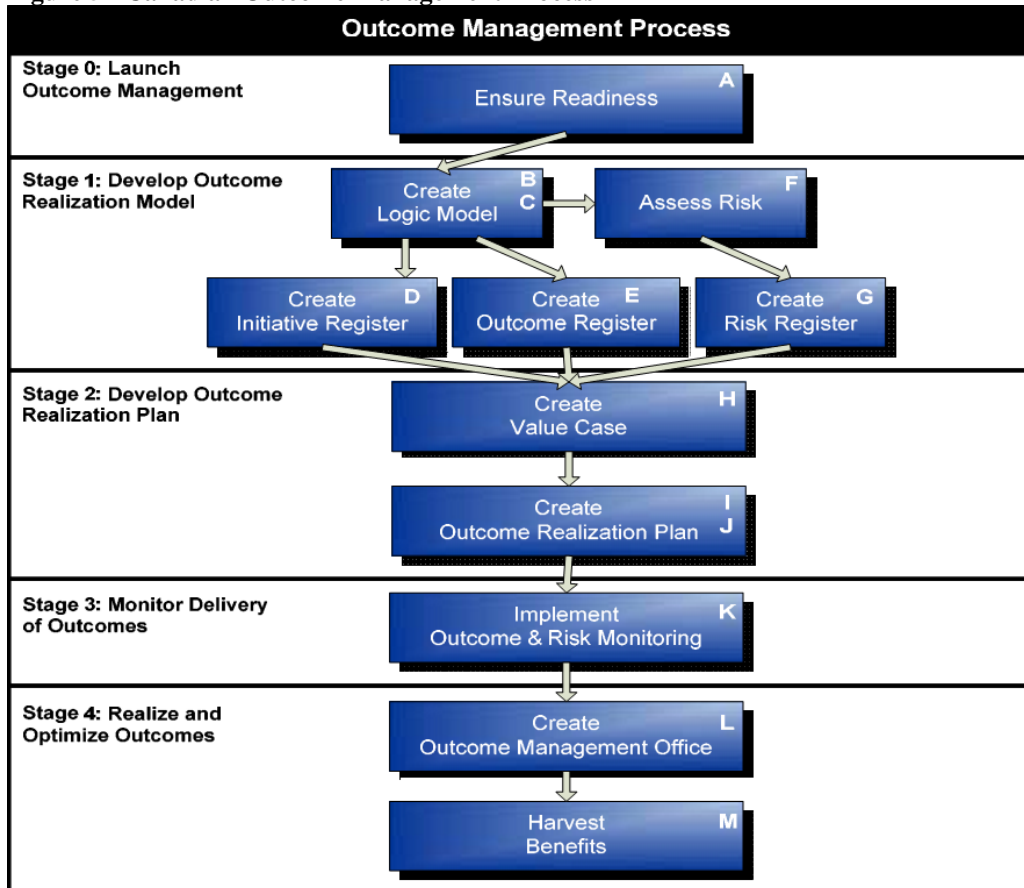 Outcome Management Process
Stage 0: Launch
Outcome Management
A
Ensure Readiness
Stage 1: Develop Outcome
Realization Model
B
C
Create
Logic Model
F
Assess Risk
D
Create
Initiative Register
E
Create
Outcome Register
G
Create
Risk Register
Stage 2: Develop Outcome
Realization Plan
H
Create
Value Case
I
J
Create
Outcome Realization Plan
Stage 3: Monitor Delivery
of Outcomes
K
Implement
Outcome & Risk Monitoring
Stage 4: Realize and
Optimize Outcomes
L
Create
Outcome Management Office
M
Harvest
Benefits